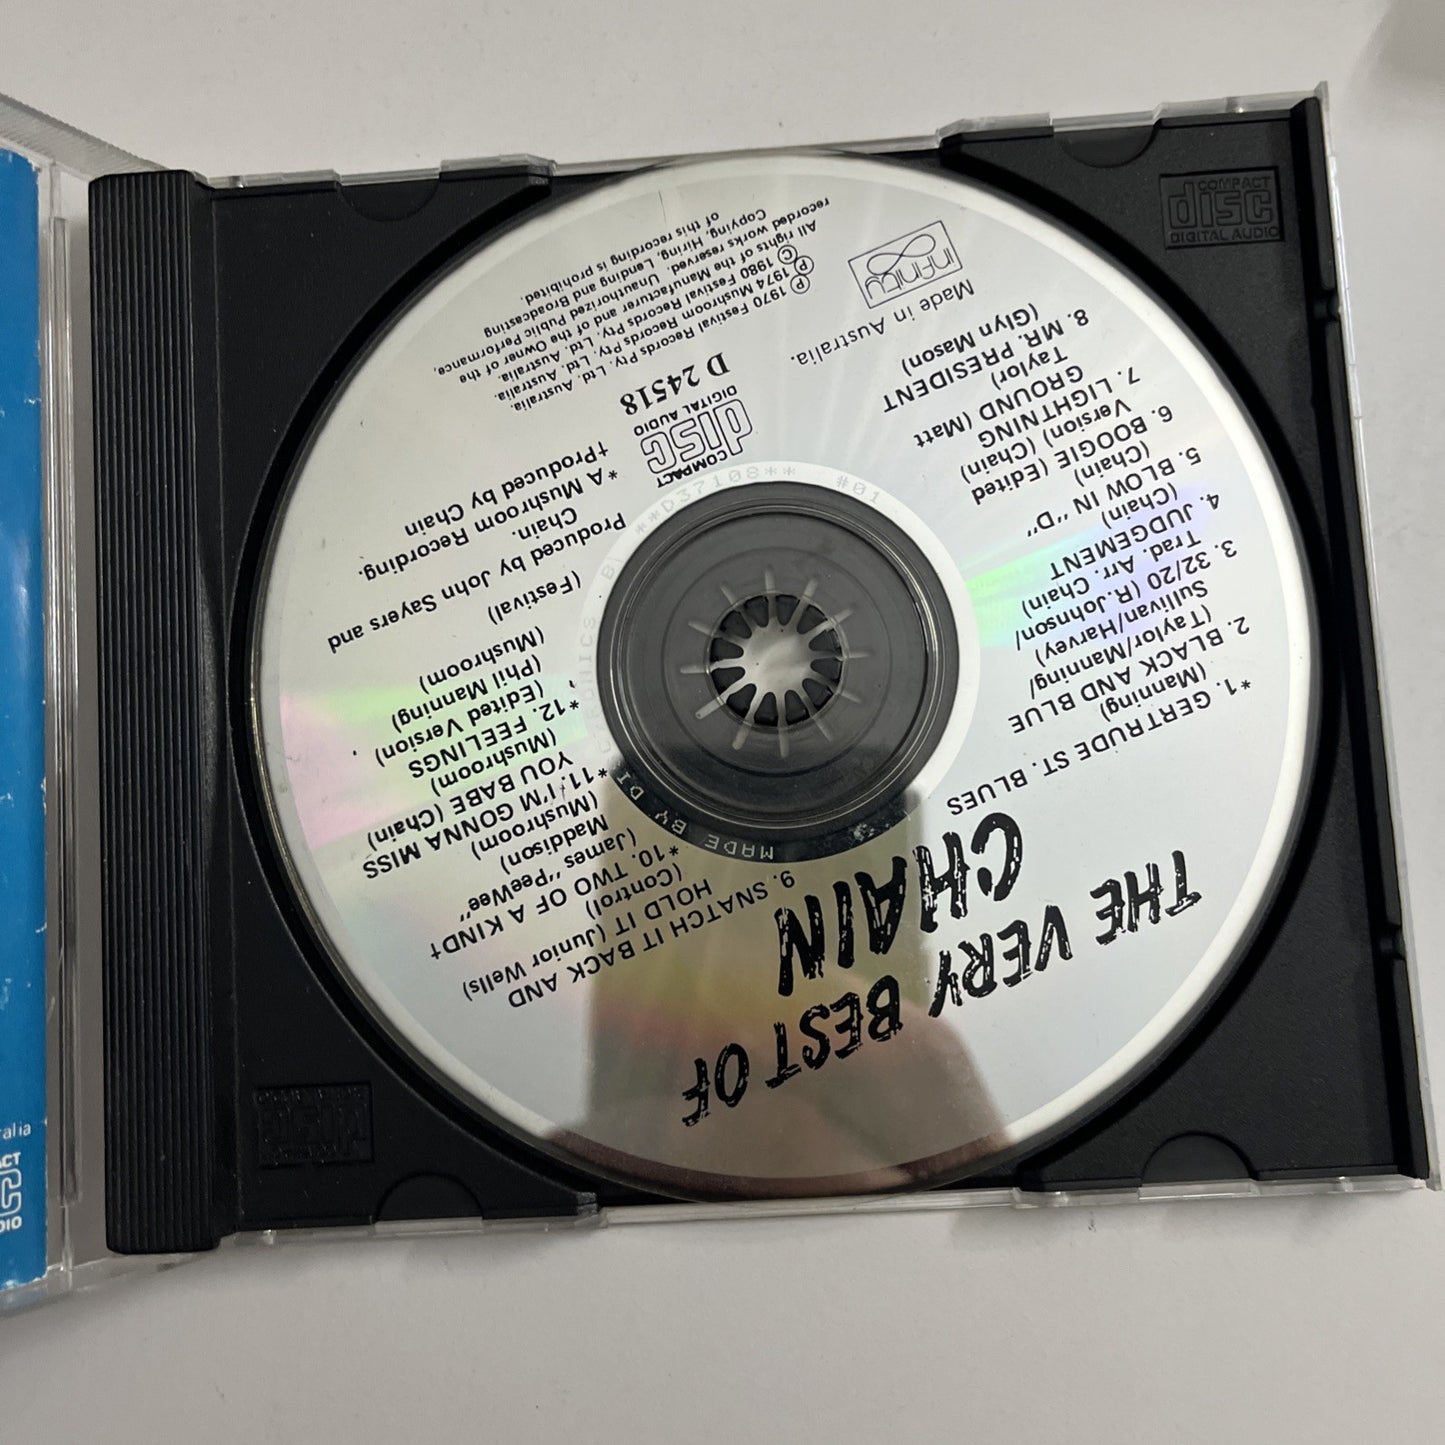 THE VERY BEST OF
CHAIN
*1. GERTRUDE ST. BLUES
(Manning)
2. BLACK AND BLUE
(Taylor/Manning/
Sullivan/Harvey)
3. 32/20 (R.Johnson/
Trad. Arr. Chain)
4. JUDGEMENT
(Chain)
5. BLOW IN "D"
(Chain)
6. BOOGIE (Edited
Version) (Chain)
7. LIGHTNING
GROUND (Matt
Taylor)
8. MR. PRESIDENT
(Glyn Mason)
9. SNATCH IT BACK AND
HOLD IT (Junior Wells)
(Control)
*10. TWO OF A KIND†
(James "PeeWee"
Maddison)
(Mushroom)
*11. I'M GONNA MISS
YOU BABE (Chain)
(Mushroom)
*12. FEELINGS
(Edited Version)
(Phil Manning)
(Mushroom)
(Festival)
Produced by John Sayers and
Chain.
* A Mushroom Recording.
†Produced by Chain
COMPACT
disc
DIGITAL AUDIO
D 24518
Ⓟ 1970 Festival Records Pty. Ltd. Australia.
Ⓟ 1974 Mushroom Records Pty. Ltd. Australia.
© 1980 Festival Records Pty. Ltd. Australia.
All rights of the Manufacturer and of the Owner of the
recorded works reserved. Unauthorized Public Performance,
Copying, Hiring, Lending and Broadcasting
of this recording is prohibited.
infinity
Made in Australia.
MADE BY DI
**D37108** #01
COMPACT
disc
DIGITAL AUDIO
disc
ralia
ACT
DIO